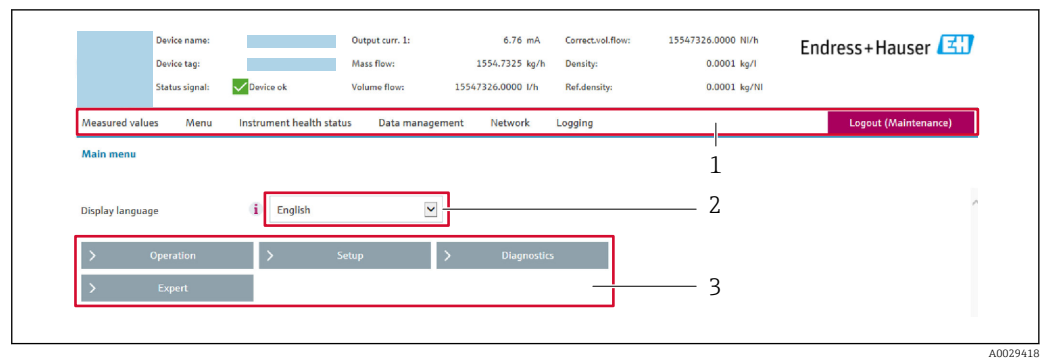 Device name: Output curr. 1: 6.76 mA Correct.vol.flow: 15547326.0000 Nl/h
Endress+Hauser EH
Device tag: Mass flow: 1554.7325 kg/h Density: 0.0001 kg/l
Status signal: Device ok Volume flow: 15547326.0000 l/h Ref.density: 0.0001 kg/Nl
Measured values Menu Instrument health status Data management Network Logging Logout (Maintenance)
1
Main menu
Display language i English 2
> Operation > Setup > Diagnostics
> Expert 3
A0029418